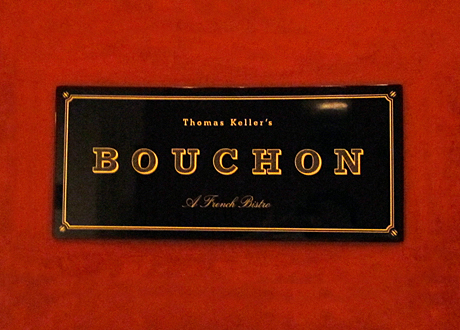 Thomas Keller's
BOUCHON
A French Bistro